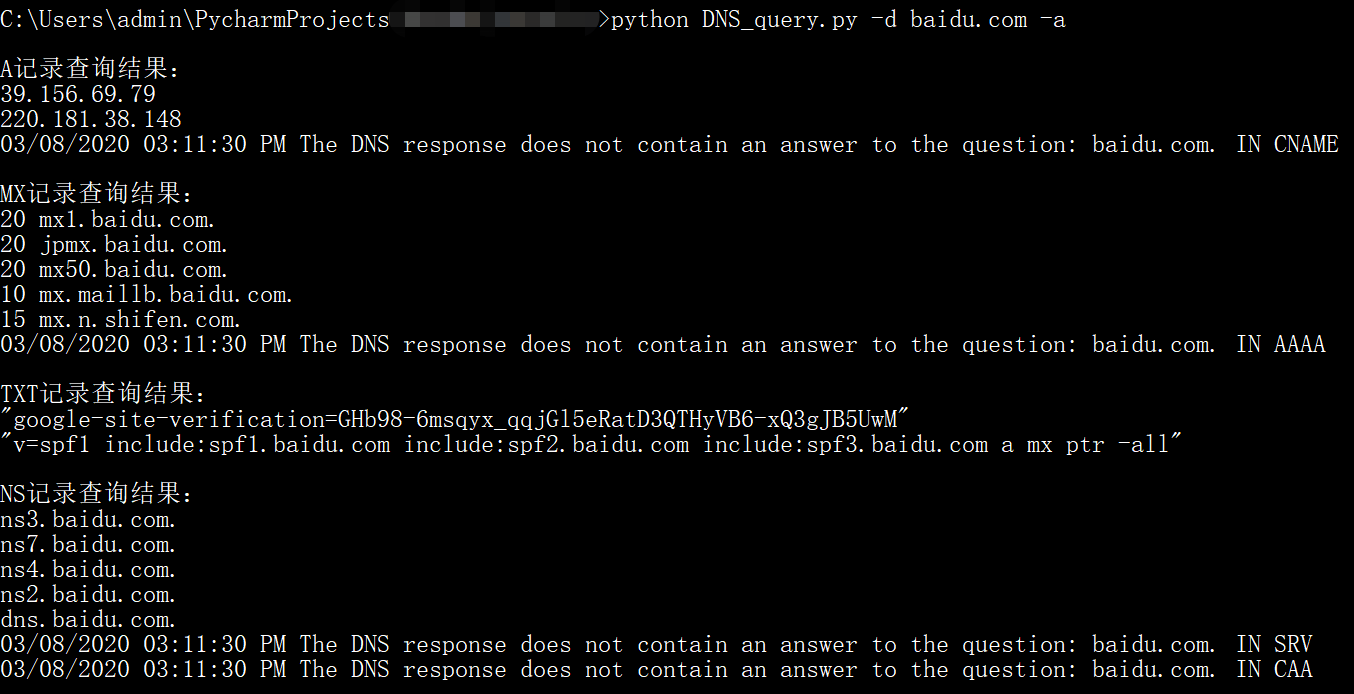 C:\Users\admin\PycharmProjects >python DNS_query.py -d baidu.com -a
A记录查询结果:
39.156.69.79
220.181.38.148
03/08/2020 03:11:30 PM The DNS response does not contain an answer to the question: baidu.com. IN CNAME
MX记录查询结果:
20 mx1.baidu.com.
20 jpmx.baidu.com.
20 mx50.baidu.com.
10 mx.maillb.baidu.com.
15 mx.n.shifen.com.
03/08/2020 03:11:30 PM The DNS response does not contain an answer to the question: baidu.com. IN AAAA
TXT记录查询结果:
"google-site-verification=GHb98-6msqyx_qqjGl5eRatD3QTHyVB6-xQ3gJB5UwM"
"v=spf1 include:spf1.baidu.com include:spf2.baidu.com include:spf3.baidu.com a mx ptr -all"
NS记录查询结果:
ns3.baidu.com.
ns7.baidu.com.
ns4.baidu.com.
ns2.baidu.com.
dns.baidu.com.
03/08/2020 03:11:30 PM The DNS response does not contain an answer to the question: baidu.com. IN SRV
03/08/2020 03:11:30 PM The DNS response does not contain an answer to the question: baidu.com. IN CAA